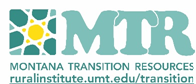 MTR
MONTANA TRANSITION RESOURCES
ruralinstitute.umt.edu/transition